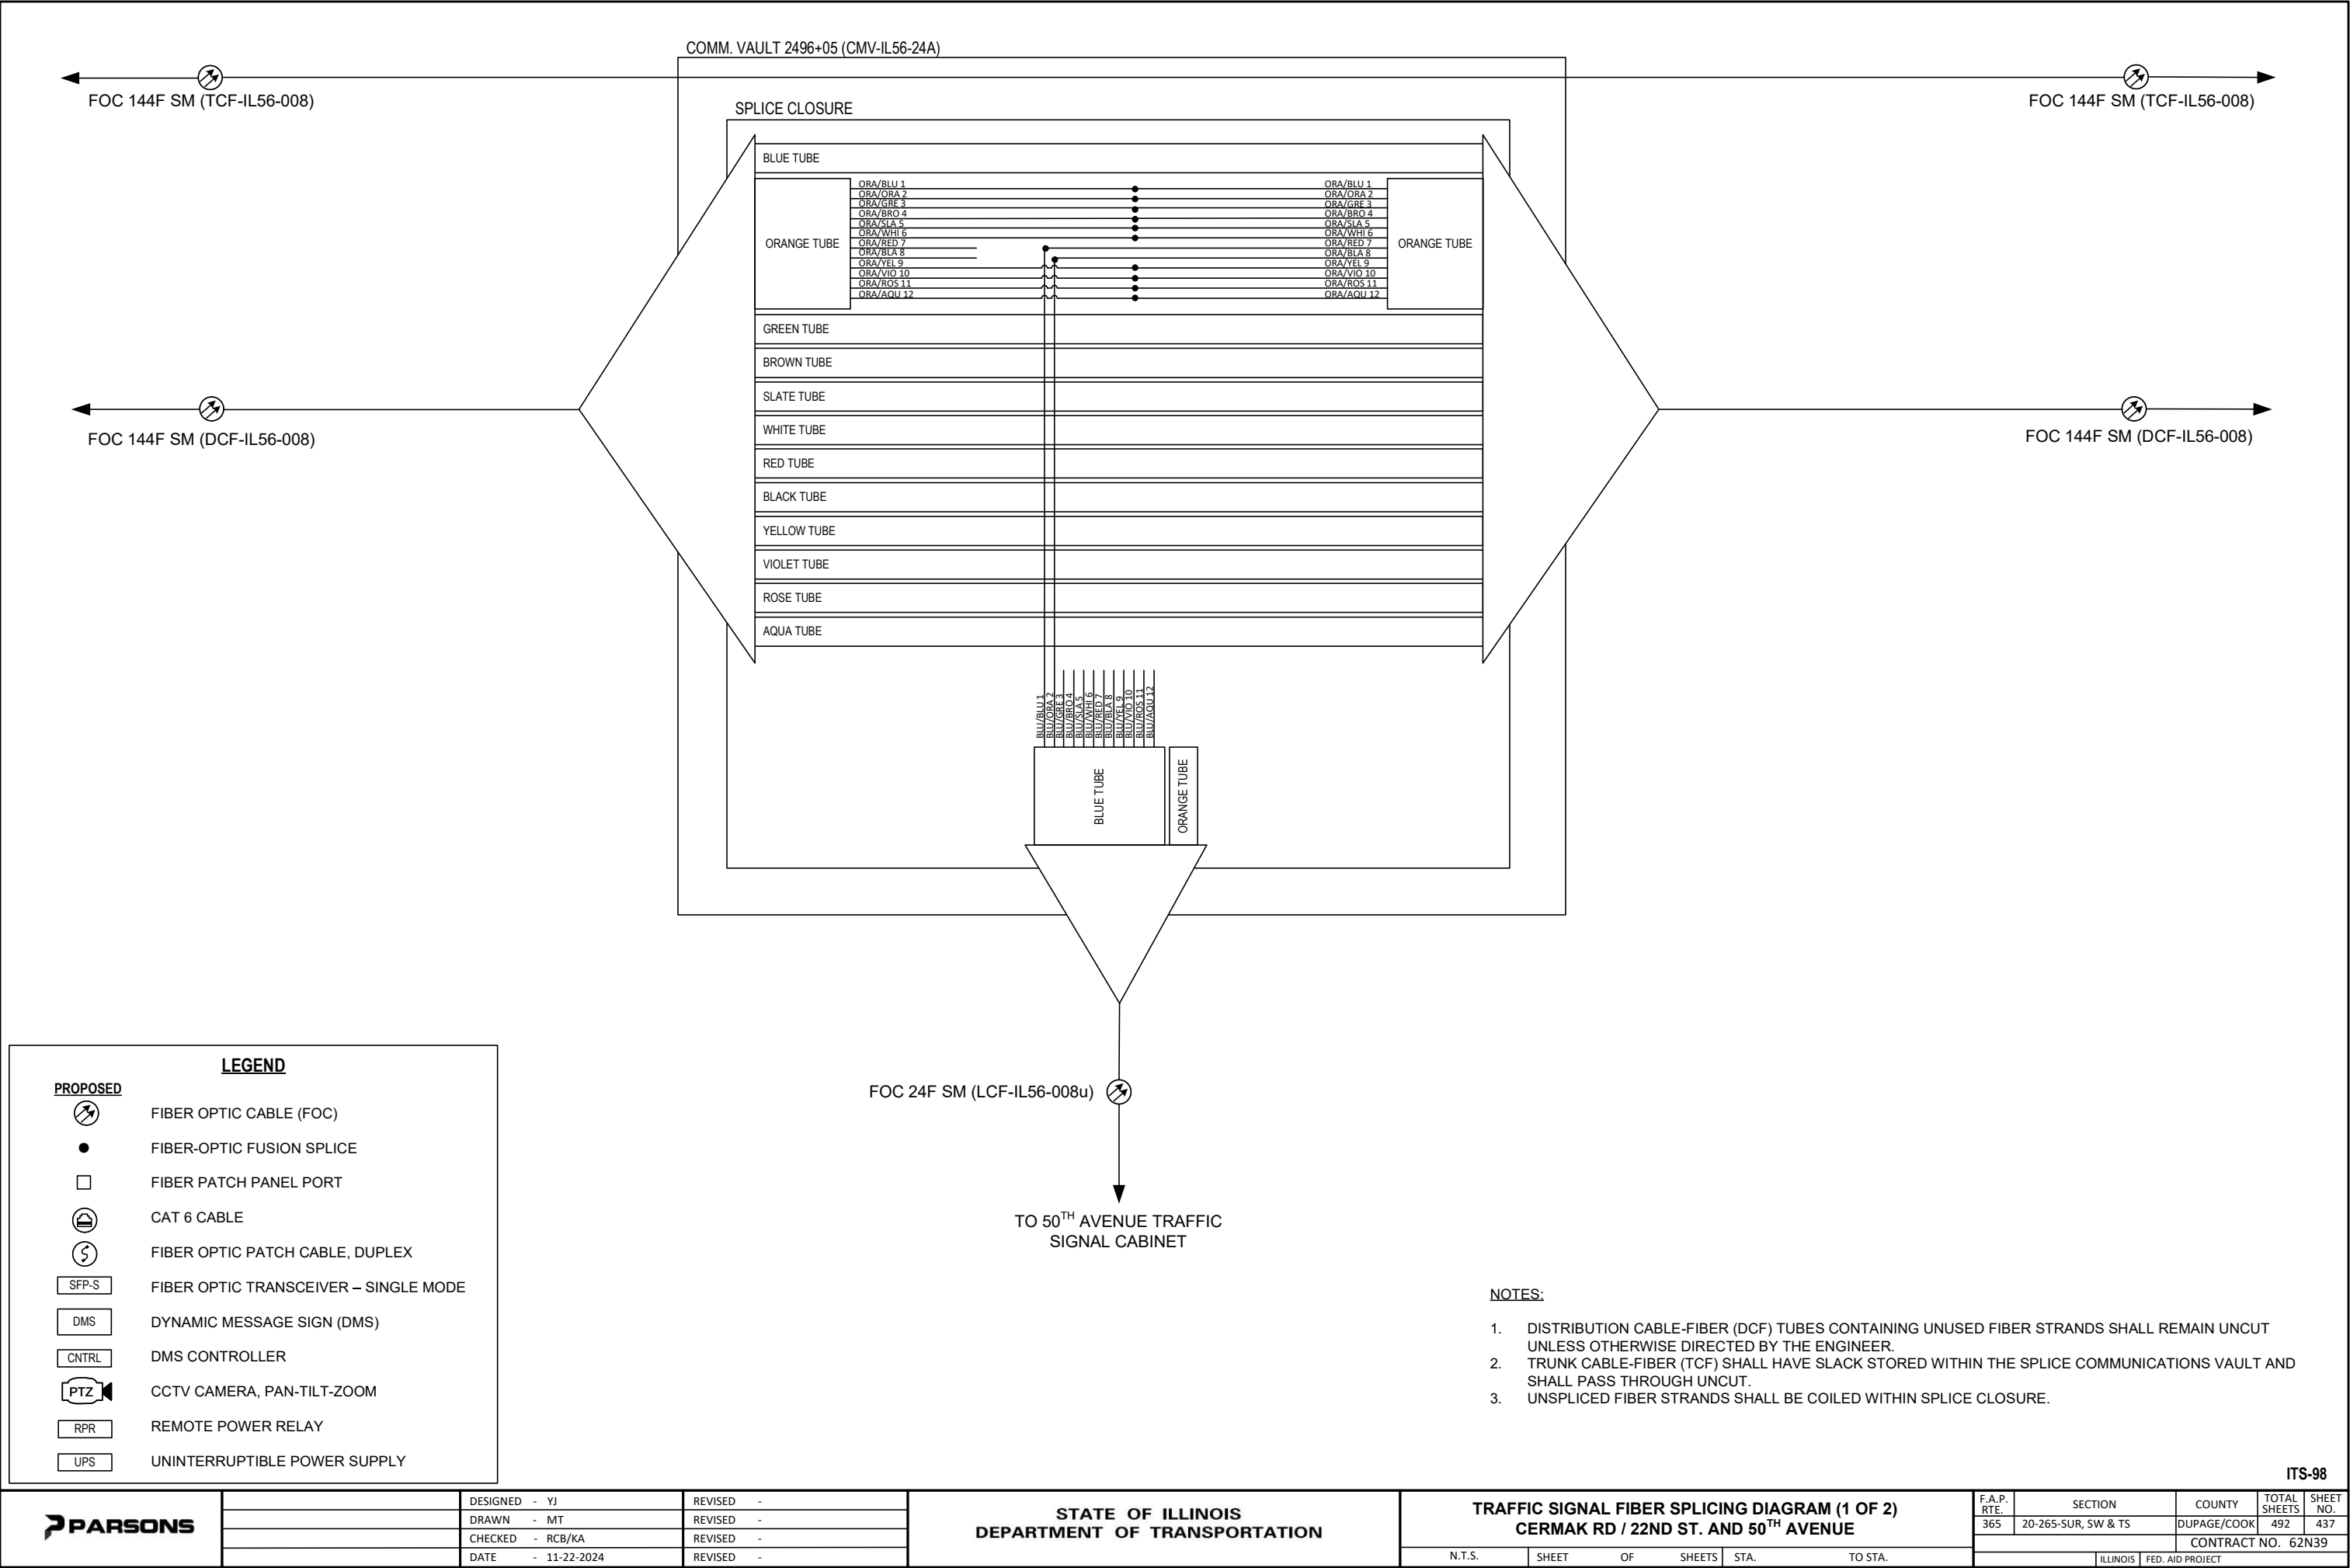 COMM. VAULT 2496+05 (CMV-IL56-24A)
FOC 144F SM (TCF-IL56-008)
FOC 144F SM (TCF-IL56-008)
SPLICE CLOSURE
BLUE TUBE
ORANGE TUBE
ORA/BLU 1
ORA/ORA 2
ORA/GRE 3
ORA/BRO 4
ORA/SLA 5
ORA/WHI 6
ORA/RED 7
ORA/BLA 8
ORA/YEL 9
ORA/VIO 10
ORA/ROS 11
ORA/AQU 12
ORA/BLU 1
ORA/ORA 2
ORA/GRE 3
ORA/BRO 4
ORA/SLA 5
ORA/WHI 6
ORA/RED 7
ORA/BLA 8
ORA/YEL 9
ORA/VIO 10
ORA/ROS 11
ORA/AQU 12
ORANGE TUBE
GREEN TUBE
BROWN TUBE
SLATE TUBE
WHITE TUBE
RED TUBE
BLACK TUBE
YELLOW TUBE
VIOLET TUBE
ROSE TUBE
AQUA TUBE
FOC 144F SM (DCF-IL56-008)
FOC 144F SM (DCF-IL56-008)
BLU/BLU 1
BLU/ORA 2
BLU/GRE 3
BLU/BRO 4
BLU/SLA 5
BLU/WHI 6
BLU/RED 7
BLU/BLA 8
BLU/YEL 9
BLU/VIO 10
BLU/ROS 11
BLU/AQU 12
BLUE TUBE
ORANGE TUBE
FOC 24F SM (LCF-IL56-008u)
TO 50TH AVENUE TRAFFIC
SIGNAL CABINET
LEGEND
PROPOSED
FIBER OPTIC CABLE (FOC)
FIBER-OPTIC FUSION SPLICE
FIBER PATCH PANEL PORT
CAT 6 CABLE
FIBER OPTIC PATCH CABLE, DUPLEX
SFP-S FIBER OPTIC TRANSCEIVER – SINGLE MODE
DMS DYNAMIC MESSAGE SIGN (DMS)
CNTRL DMS CONTROLLER
PTZ CCTV CAMERA, PAN-TILT-ZOOM
RPR REMOTE POWER RELAY
UPS UNINTERRUPTIBLE POWER SUPPLY
NOTES:
1. DISTRIBUTION CABLE-FIBER (DCF) TUBES CONTAINING UNUSED FIBER STRANDS SHALL REMAIN UNCUT
UNLESS OTHERWISE DIRECTED BY THE ENGINEER.
2. TRUNK CABLE-FIBER (TCF) SHALL HAVE SLACK STORED WITHIN THE SPLICE COMMUNICATIONS VAULT AND
SHALL PASS THROUGH UNCUT.
3. UNSPLICED FIBER STRANDS SHALL BE COILED WITHIN SPLICE CLOSURE.
ITS-98
PARSONS
DESIGNED - YJ
DRAWN - MT
CHECKED - RCB/KA
DATE - 11-22-2024
REVISED -
REVISED -
REVISED -
REVISED -
STATE OF ILLINOIS
DEPARTMENT OF TRANSPORTATION
TRAFFIC SIGNAL FIBER SPLICING DIAGRAM (1 OF 2)
CERMAK RD / 22ND ST. AND 50TH AVENUE
N.T.S. SHEET OF SHEETS STA. TO STA.
F.A.P. RTE. SECTION COUNTY TOTAL SHEETS SHEET NO.
365 20-265-SUR, SW & TS DUPAGE/COOK 492 437
CONTRACT NO. 62N39
ILLINOIS FED. AID PROJECT